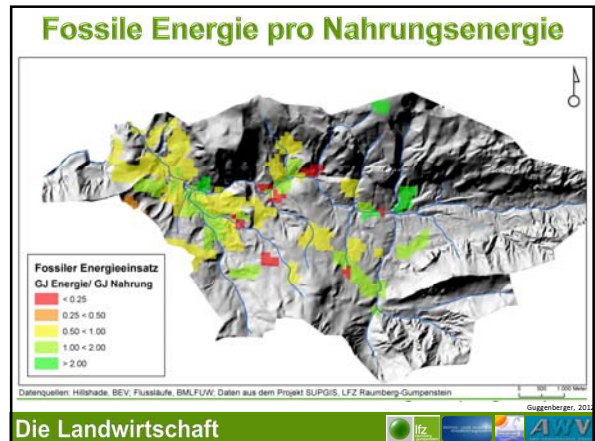 Fossile Energie pro Nahrungsenergie
Fossiler Energieeinsatz
GJ Energie/ GJ Nahrung
< 0.25
0.25 < 0.50
0.50 < 1.00
1.00 < 2.00
> 2.00
0 500 1.000 Meter
Datenquellen: Hillshade, BEV; Flussläufe, BMLFUW; Daten aus dem Projekt SUPGIS, LFZ Raumberg-Gumpenstein
Guggenberger, 2012
Die Landwirtschaft
lfz
AWV